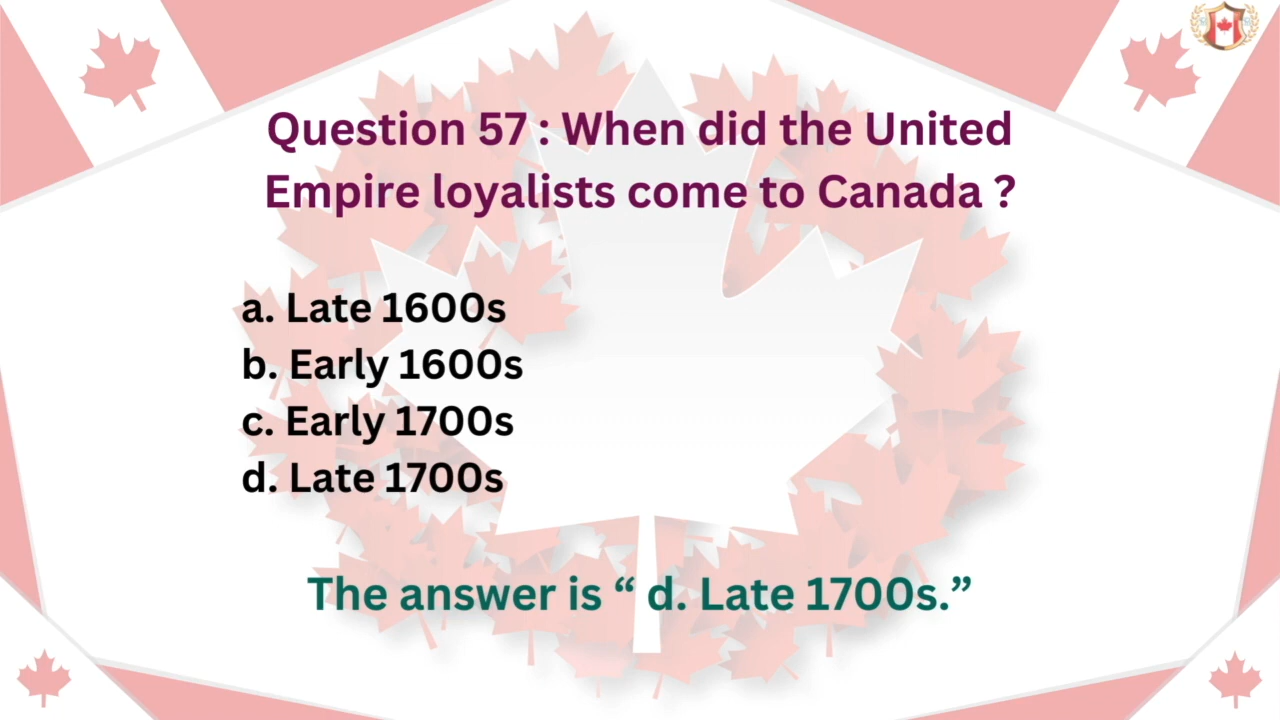 Question 57 : When did the United
Empire loyalists come to Canada ?
a. Late 1600s
b. Early 1600s
c. Early 1700s
d. Late 1700s
The answer is “ d. Late 1700s.”